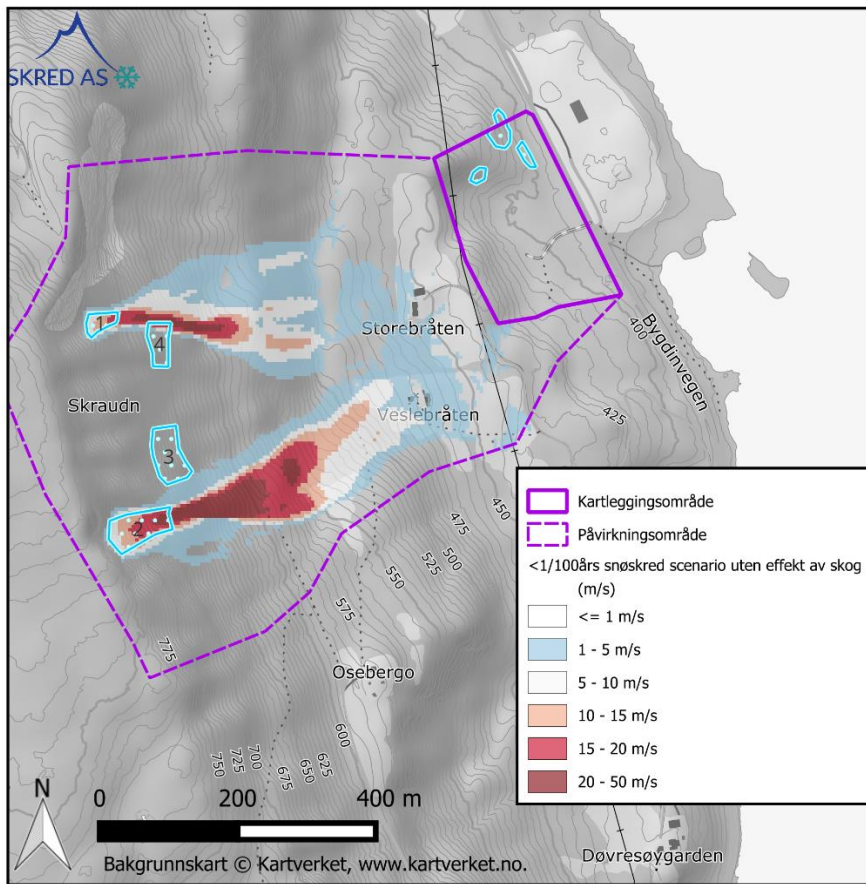 SKRED AS
1
4
3
2
Skraudn
Storebråten
Veslebråten
Bygdinvegen
400
425
450
475
500
525
550
575
600
775
750
725
700
675
650
625
Osebergo
Døvresøygarden
Kartleggingsområde
Påvirkningsområde
<1/100års snøskred scenario uten effekt av skog
(m/s)
<= 1 m/s
1 - 5 m/s
5 - 10 m/s
10 - 15 m/s
15 - 20 m/s
20 - 50 m/s
N
0 200 400 m
Bakgrunnskart © Kartverket, www.kartverket.no.